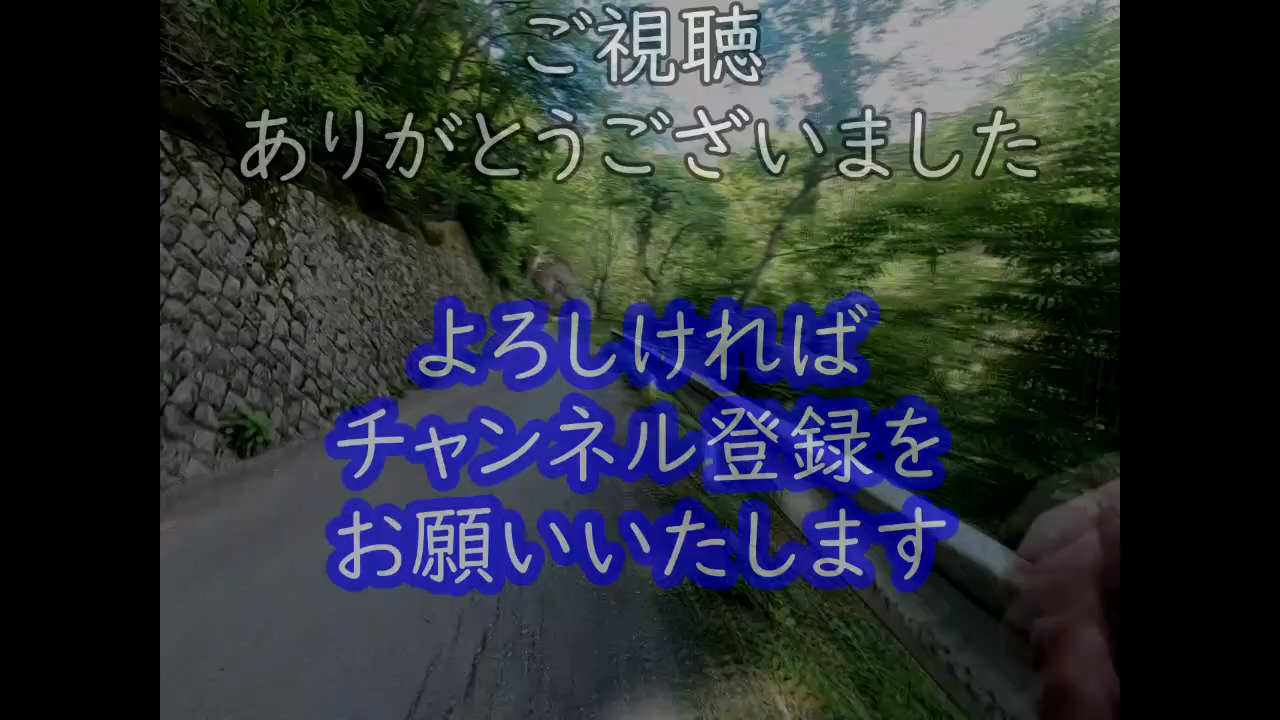 ご視聴
ありがとうございました
よろしければ
チャンネル登録を
お願いいたします